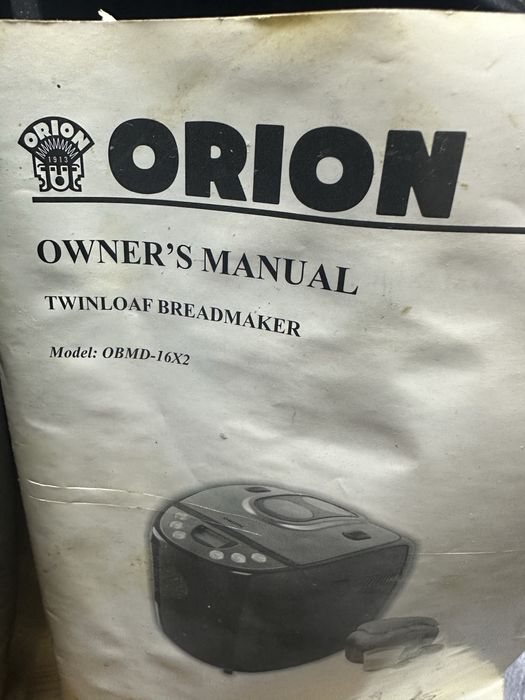 ORION
1913
ORION
OWNER'S MANUAL
TWINLOAF BREADMAKER
Model: OBMD-16X2